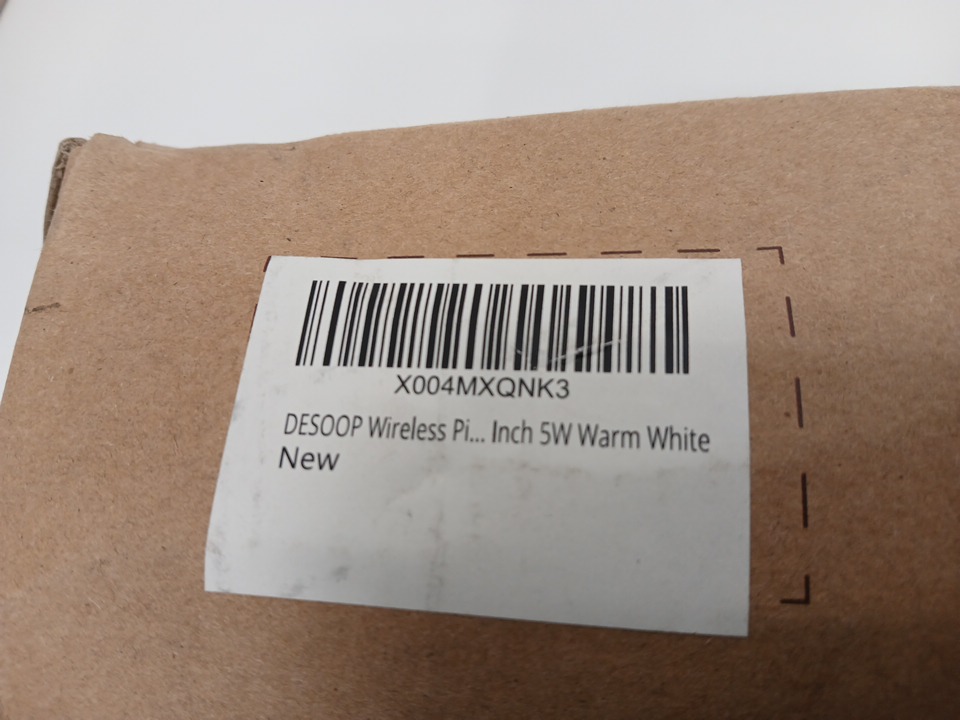 X004MXQNK3
DESOOP Wireless Pi... Inch 5W Warm White
New